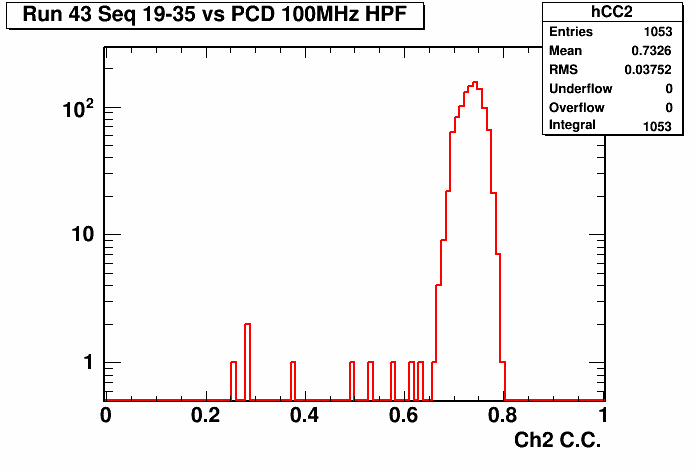 Run 43 Seq 19-35 vs PCD 100MHz HPF
hCC2
Entries 1053
Mean 0.7326
RMS 0.03752
Underflow 0
Overflow 0
Integral 1053
10²
10
1
0 0.2 0.4 0.6 0.8 1
Ch2 C.C.